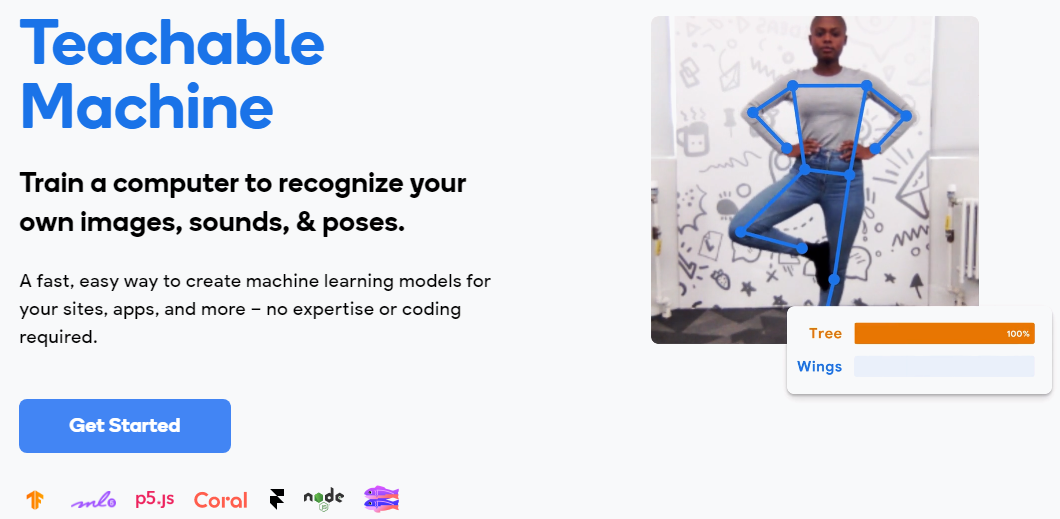 Teachable
Machine
Train a computer to recognize your
own images, sounds, & poses.
A fast, easy way to create machine learning models for
your sites, apps, and more – no expertise or coding
required.
Get Started
Tree 100%
Wings
ml5 p5.js Coral node
JS